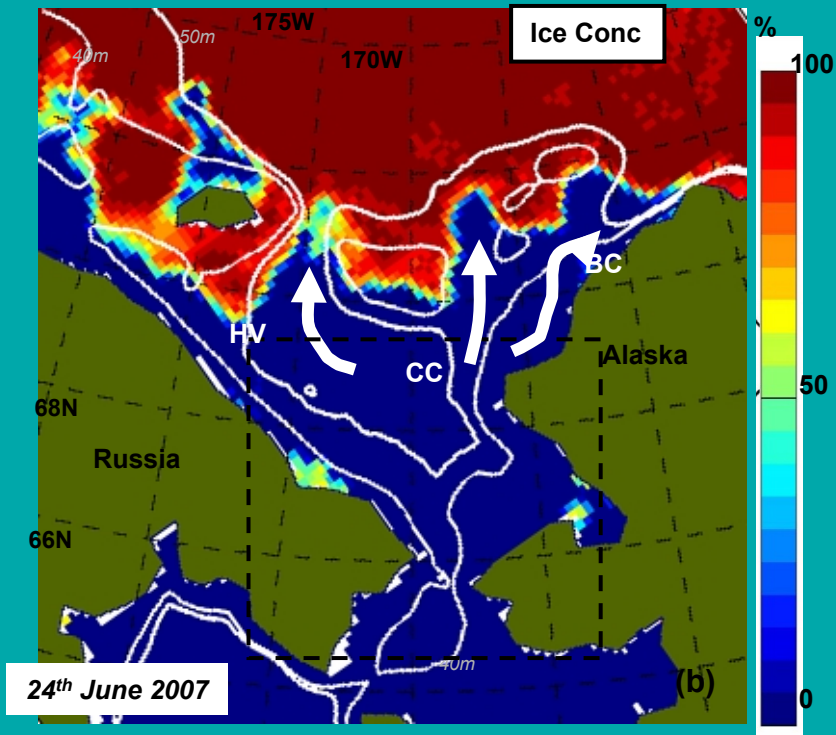 175W
Ice Conc
%
50m
40m
170W
100
BC
HV
Alaska
CC
50
68N
Russia
66N
40m
24th June 2007
(b)
0